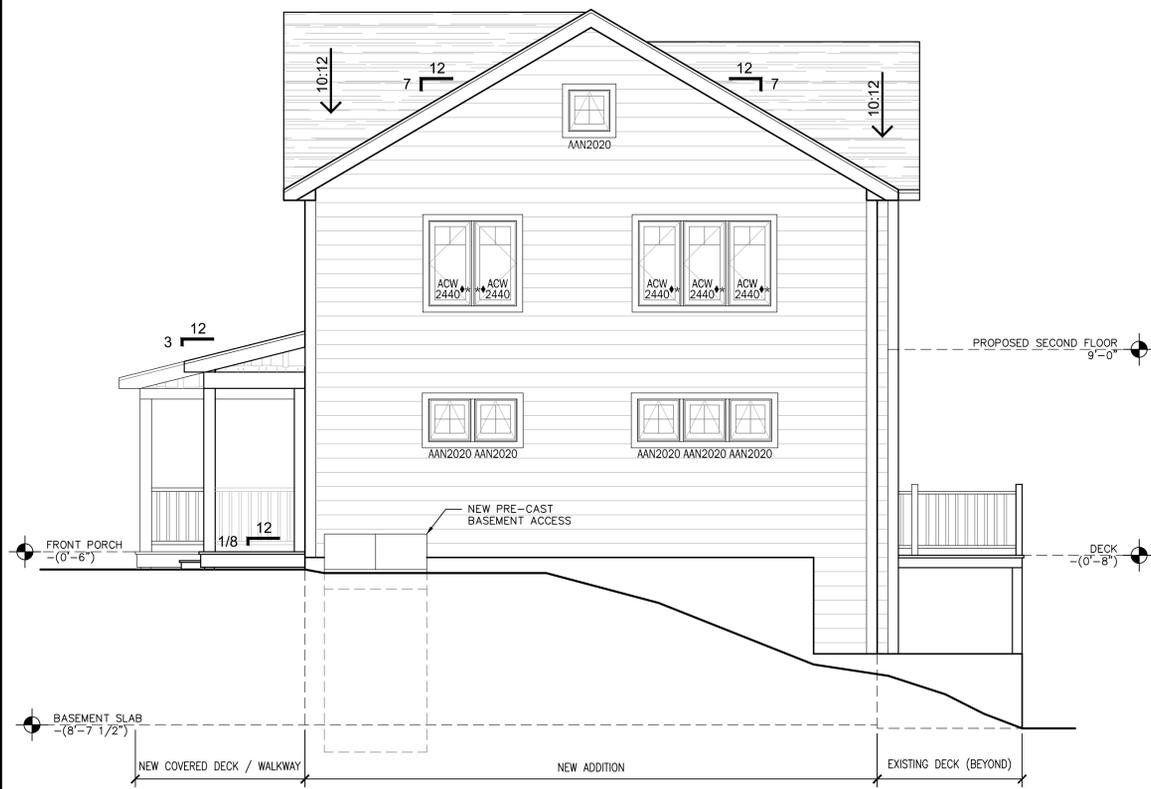 10:12
12
7
12
7
10:12
AAN2020
ACW
2440♦*
ACW
*♦2440
ACW
2440♦*
ACW
2440♦*
ACW
2440♦*
12
3
PROPOSED SECOND FLOOR
9'-0"
AAN2020 AAN2020
AAN2020 AAN2020 AAN2020
NEW PRE-CAST
BASEMENT ACCESS
12
1/8
FRONT PORCH
-(0'-6")
DECK
-(0'-8")
BASEMENT SLAB
-(8'-7 1/2")
NEW COVERED DECK / WALKWAY
NEW ADDITION
EXISTING DECK (BEYOND)